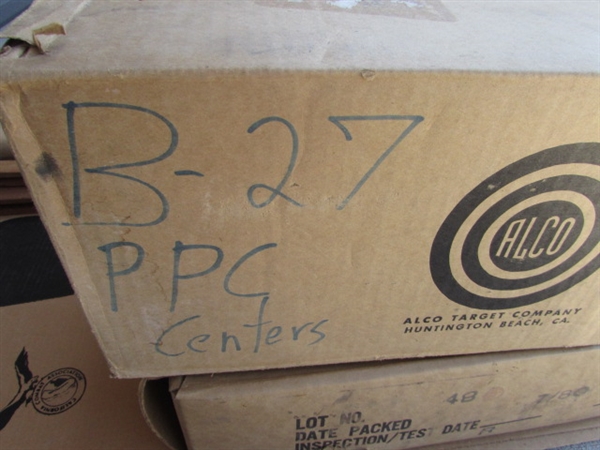 B-27
PPC
Centers
ALCO
ALCO TARGET COMPANY
HUNTINGTON BEACH, CA.
LOT NO.
DATE PACKED
INSPECTION/TEST DATE